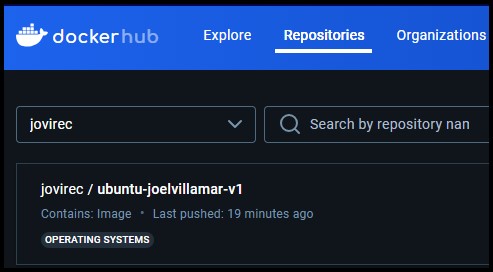 dockerhub Explore Repositories Organizations
jovirec Search by repository nan
jovirec / ubuntu-joelvillamar-v1
Contains: Image • Last pushed: 19 minutes ago
OPERATING SYSTEMS